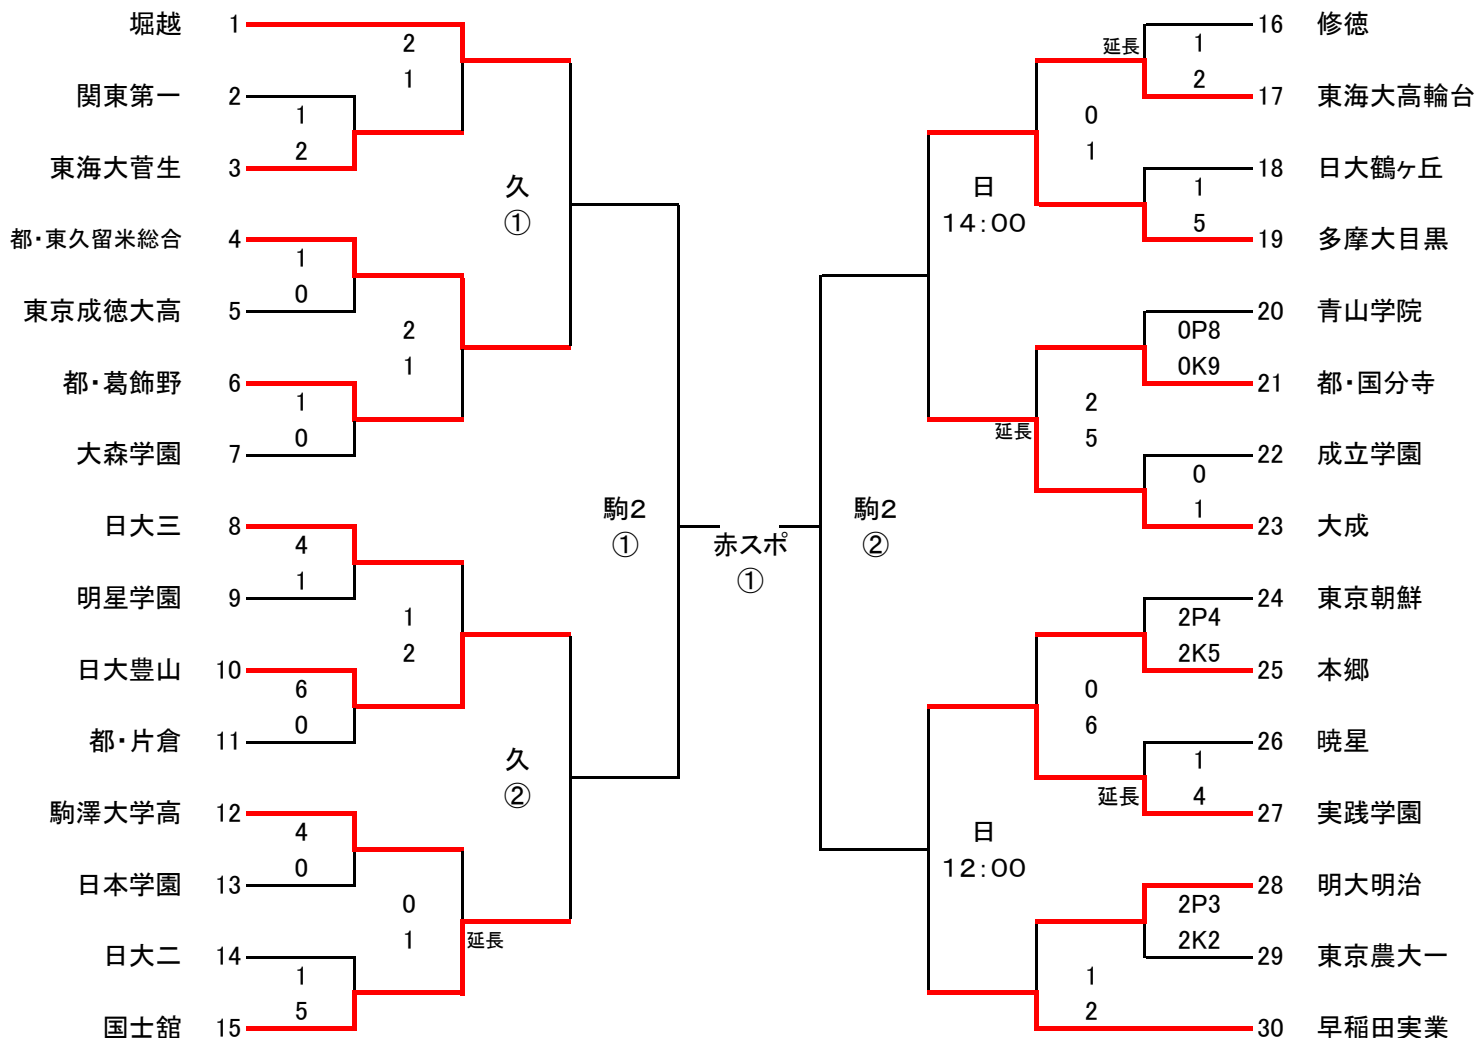 堀越 1
2
1
関東第一 2
1
2
東海大菅生 3
久
①
都・東久留米総合 4
1
0
東京成徳大高 5
2
1
都・葛飾野 6
1
0
大森学園 7
駒2
①
日大三 8
4
1
明星学園 9
1
2
日大豊山 10
6
0
都・片倉 11
久
②
駒澤大学高 12
4
0
日本学園 13
0
1
延長
日大二 14
1
5
国士舘 15
赤スポ
①
16 修徳
延長
1
2
17 東海大高輪台
0
1
18 日大鶴ヶ丘
1
5
19 多摩大目黒
日
14:00
20 青山学院
0P8
0K9
21 都・国分寺
2
5
延長
22 成立学園
0
1
23 大成
駒2
②
24 東京朝鮮
2P4
2K5
25 本郷
0
6
26 暁星
1
4
延長
27 実践学園
日
12:00
28 明大明治
2P3
2K2
29 東京農大一
1
2
30 早稲田実業